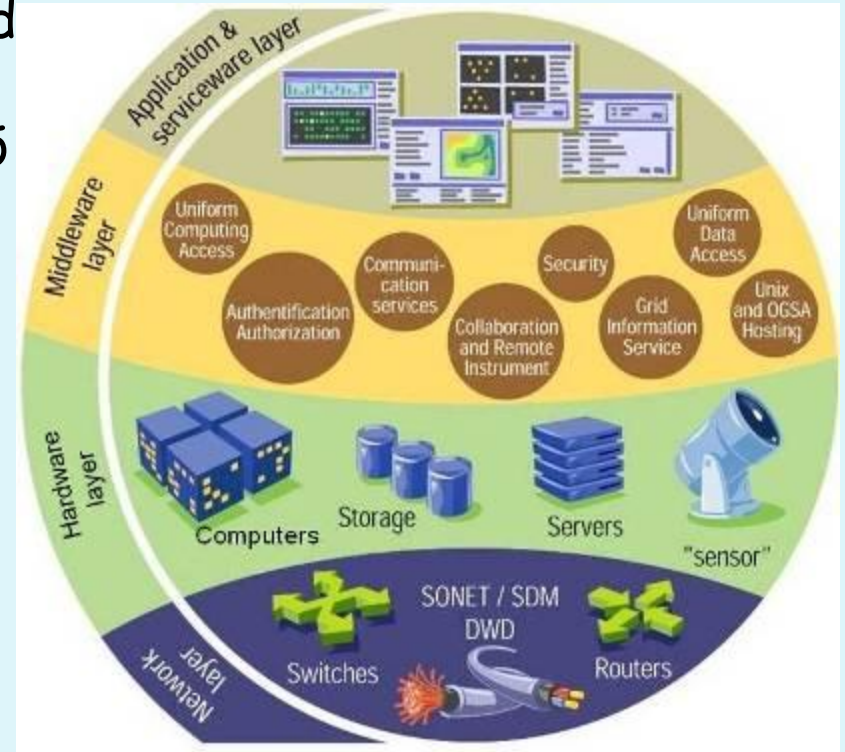 d
6
Application &
serviceware layer
Middleware
layer
Uniform
Computing
Access
Authentification
Authorization
Communi-
cation
services
Collaboration
and Remote
Instrument
Security
Grid
Information
Service
Uniform
Data
Access
Unix
and OGSA
Hosting
Hardware
layer
Computers
Storage
Servers
"sensor"
Network
layer
SONET / SDM
DWD
Switches
Routers